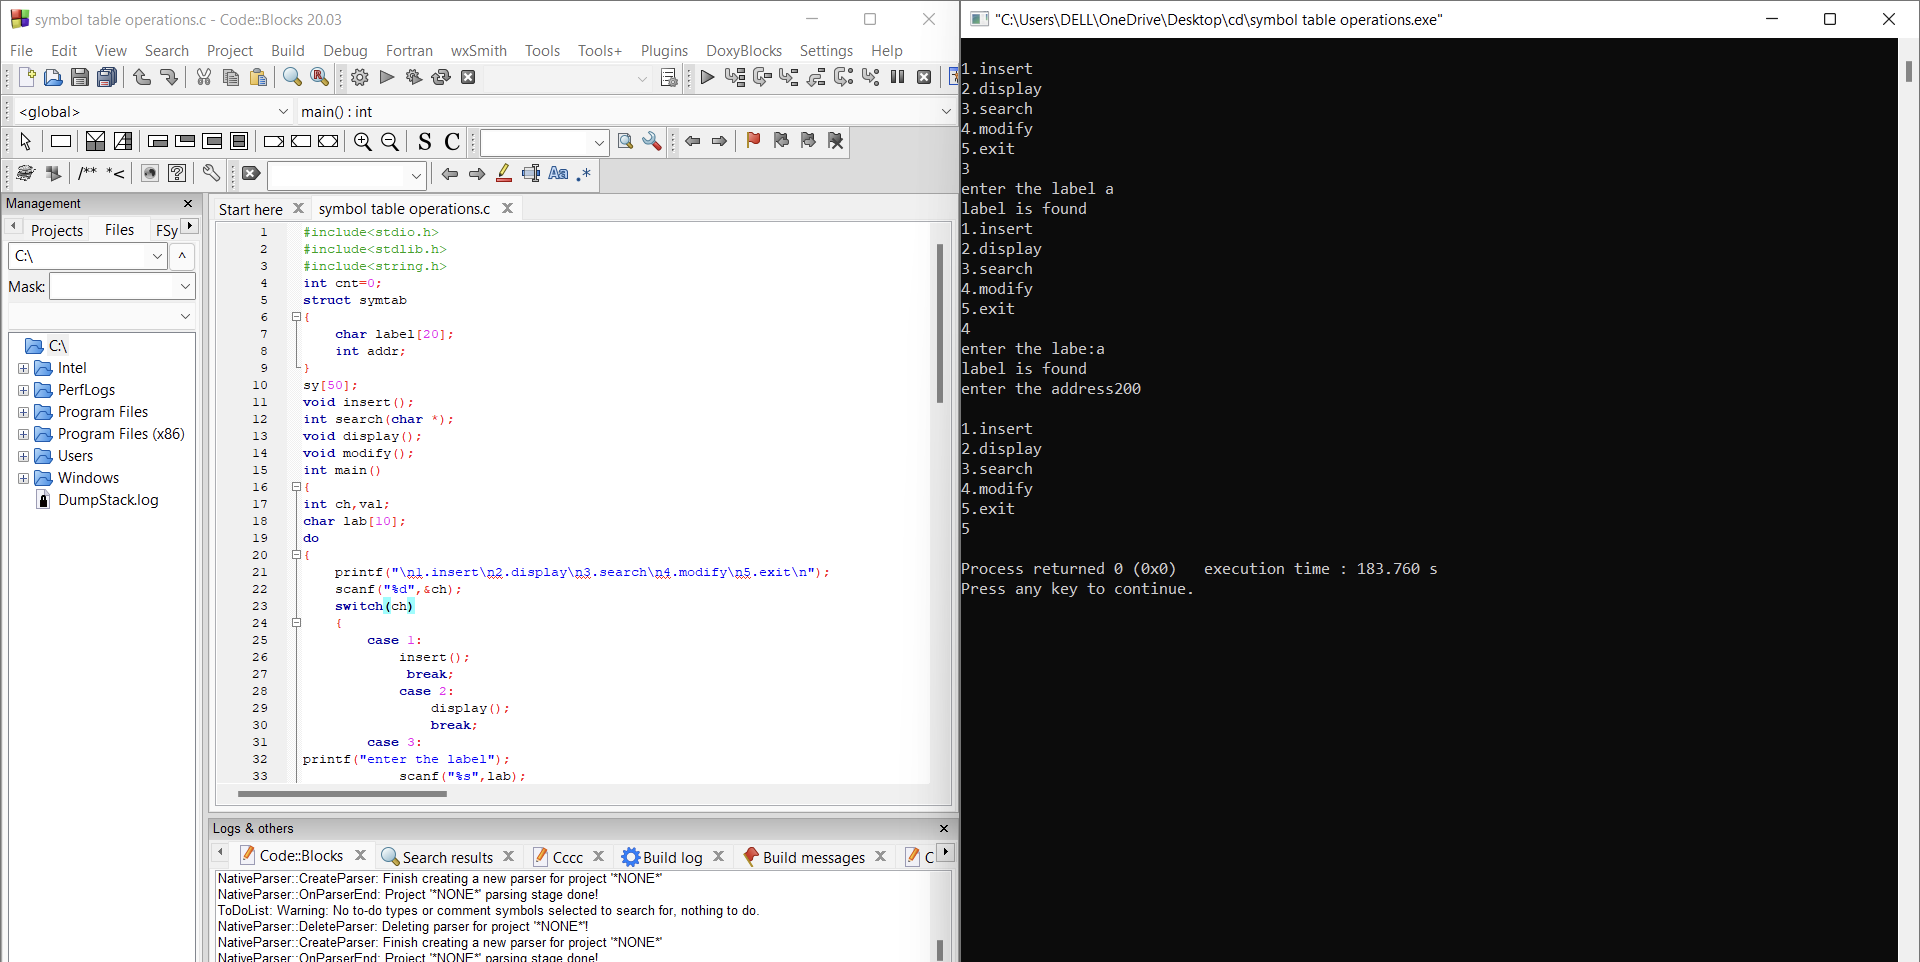 symbol table operations.c - Code::Blocks 20.03
File Edit View Search Project Build Debug Fortran wxSmith Tools Tools+ Plugins DoxyBlocks Settings Help
<global> main() : int
S C
/** *< Aa .*
Management
Projects Files FSy
C:\
Mask:
C:\
Intel
PerfLogs
Program Files
Program Files (x86)
Users
Windows
DumpStack.log
Start here symbol table operations.c
1 #include<stdio.h>
2 #include<stdlib.h>
3 #include<string.h>
4 int cnt=0;
5 struct symtab
6 {
7 char label[20];
8 int addr;
9 }
10 sy[50];
11 void insert();
12 int search(char *);
13 void display();
14 void modify();
15 int main()
16 {
17 int ch,val;
18 char lab[10];
19 do
20 {
21 printf("\n1.insert\n2.display\n3.search\n4.modify\n5.exit\n");
22 scanf("%d",&ch);
23 switch(ch)
24 {
25 case 1:
26 insert();
27 break;
28 case 2:
29 display();
30 break;
31 case 3:
32 printf("enter the label");
33 scanf("%s",lab);
Logs & others
Code::Blocks Search results Cccc Build log Build messages C
NativeParser::CreateParser: Finish creating a new parser for project '*NONE*'
NativeParser::OnParserEnd: Project '*NONE*' parsing stage done!
ToDoList: Warning: No to-do types or comment symbols selected to search for, nothing to do.
NativeParser::DeleteParser: Deleting parser for project '*NONE*'!
NativeParser::CreateParser: Finish creating a new parser for project '*NONE*'
NativeParser::OnParserEnd: Project '*NONE*' parsing stage done!
"C:\Users\DELL\OneDrive\Desktop\cd\symbol table operations.exe"
1.insert
2.display
3.search
4.modify
5.exit
3
enter the label a
label is found
1.insert
2.display
3.search
4.modify
5.exit
4
enter the labe:a
label is found
enter the address200
1.insert
2.display
3.search
4.modify
5.exit
5
Process returned 0 (0x0) execution time : 183.760 s
Press any key to continue.